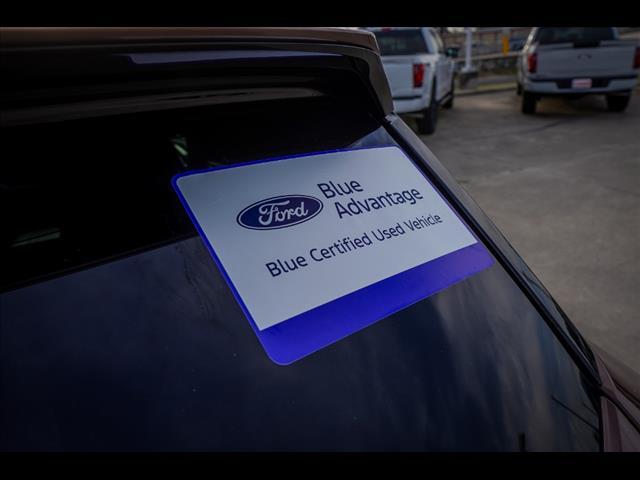 Ford
Blue
Advantage
Blue Certified Used Vehicle